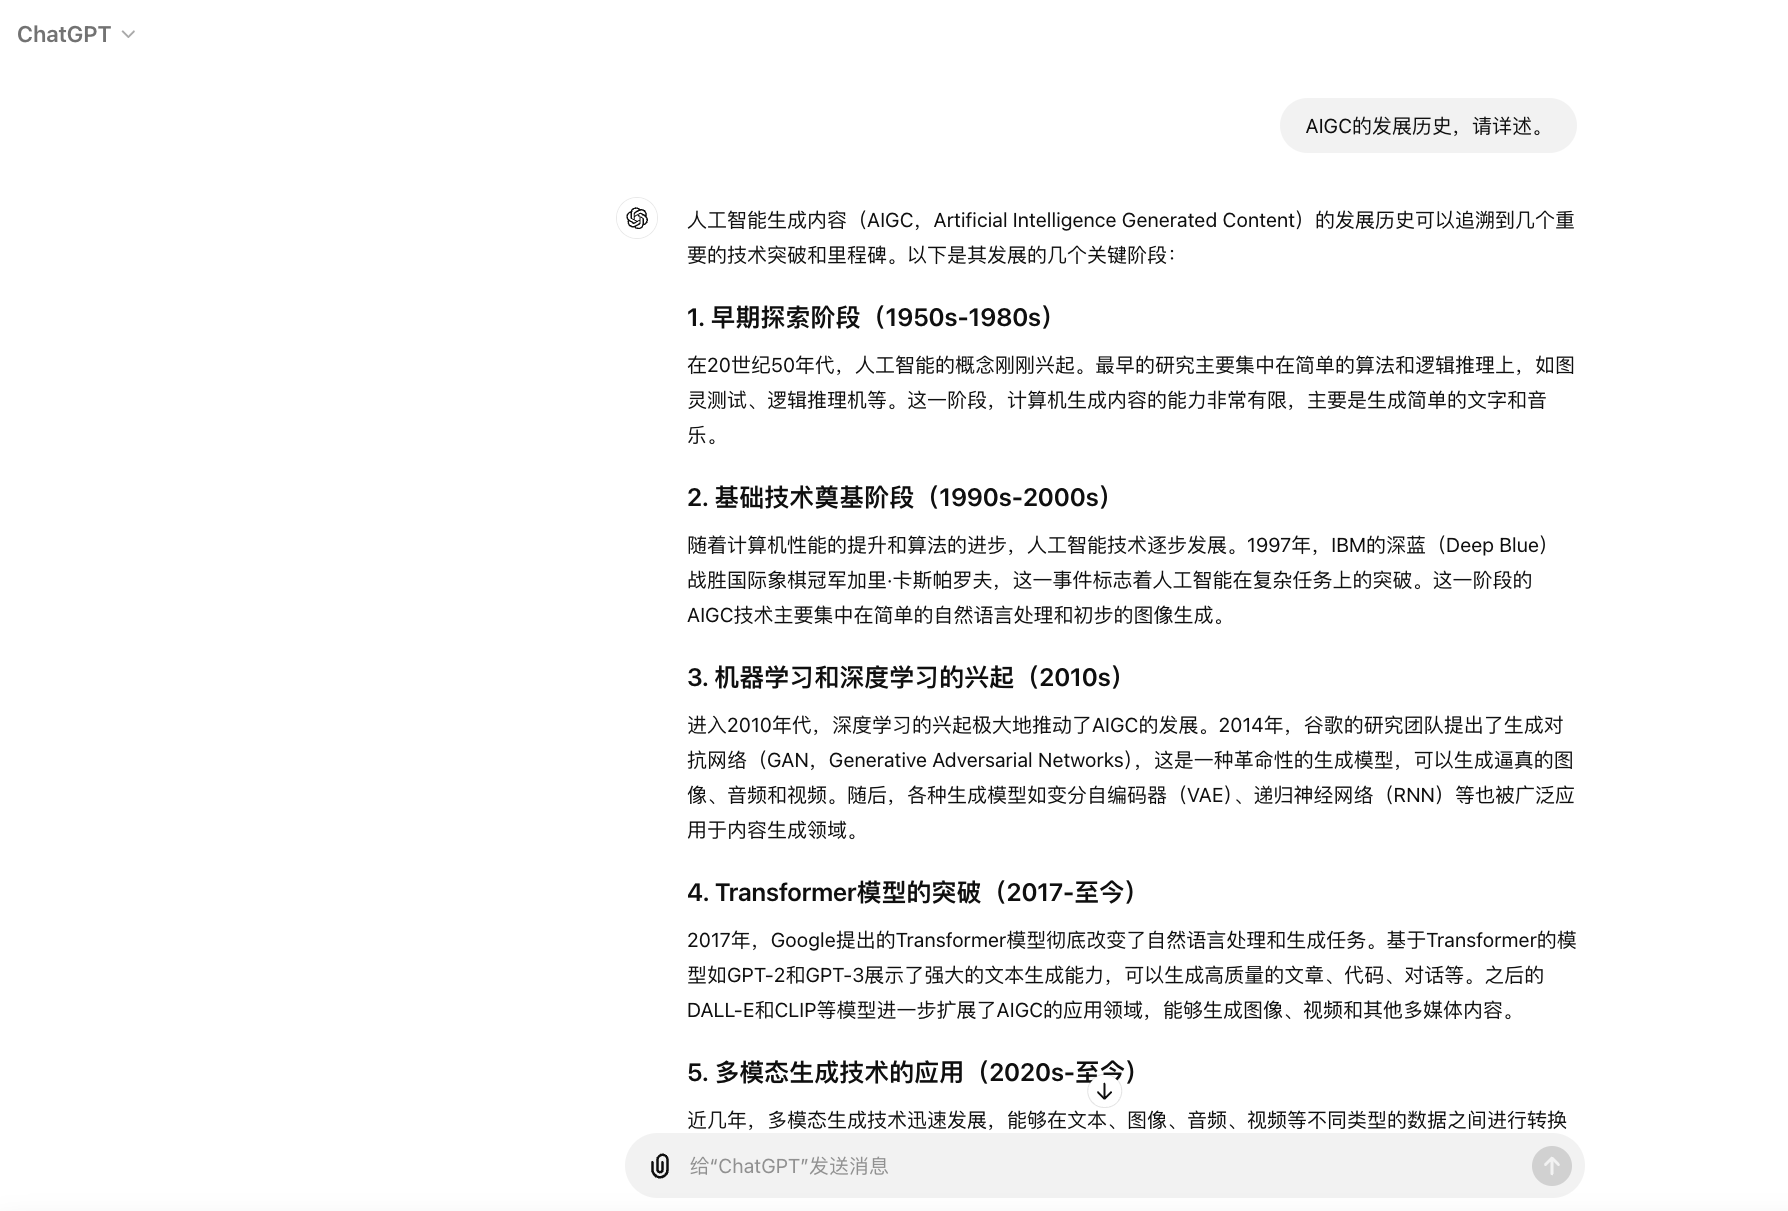 ChatGPT
AIGC的发展历史，请详述。
人工智能生成内容（AIGC，Artificial Intelligence Generated Content）的发展历史可以追溯到几个重
要的技术突破和里程碑。以下是其发展的几个关键阶段：
1. 早期探索阶段（1950s-1980s）
在20世纪50年代，人工智能的概念刚刚兴起。最早的研究主要集中在简单的算法和逻辑推理上，如图
灵测试、逻辑推理机等。这一阶段，计算机生成内容的能力非常有限，主要是生成简单的文字和音
乐。
2. 基础技术奠基阶段（1990s-2000s）
随着计算机性能的提升和算法的进步，人工智能技术逐步发展。1997年，IBM的深蓝（Deep Blue）
战胜国际象棋冠军加里·卡斯帕罗夫，这一事件标志着人工智能在复杂任务上的突破。这一阶段的
AIGC技术主要集中在简单的自然语言处理和初步的图像生成。
3. 机器学习和深度学习的兴起（2010s）
进入2010年代，深度学习的兴起极大地推动了AIGC的发展。2014年，谷歌的研究团队提出了生成对
抗网络（GAN，Generative Adversarial Networks），这是一种革命性的生成模型，可以生成逼真的图
像、音频和视频。随后，各种生成模型如变分自编码器（VAE）、递归神经网络（RNN）等也被广泛应
用于内容生成领域。
4. Transformer模型的突破（2017-至今）
2017年，Google提出的Transformer模型彻底改变了自然语言处理和生成任务。基于Transformer的模
型如GPT-2和GPT-3展示了强大的文本生成能力，可以生成高质量的文章、代码、对话等。之后的
DALL-E和CLIP等模型进一步扩展了AIGC的应用领域，能够生成图像、视频和其他多媒体内容。
5. 多模态生成技术的应用（2020s-至今）
近几年，多模态生成技术迅速发展，能够在文本、图像、音频、视频等不同类型的数据之间进行转换
给“ChatGPT”发送消息